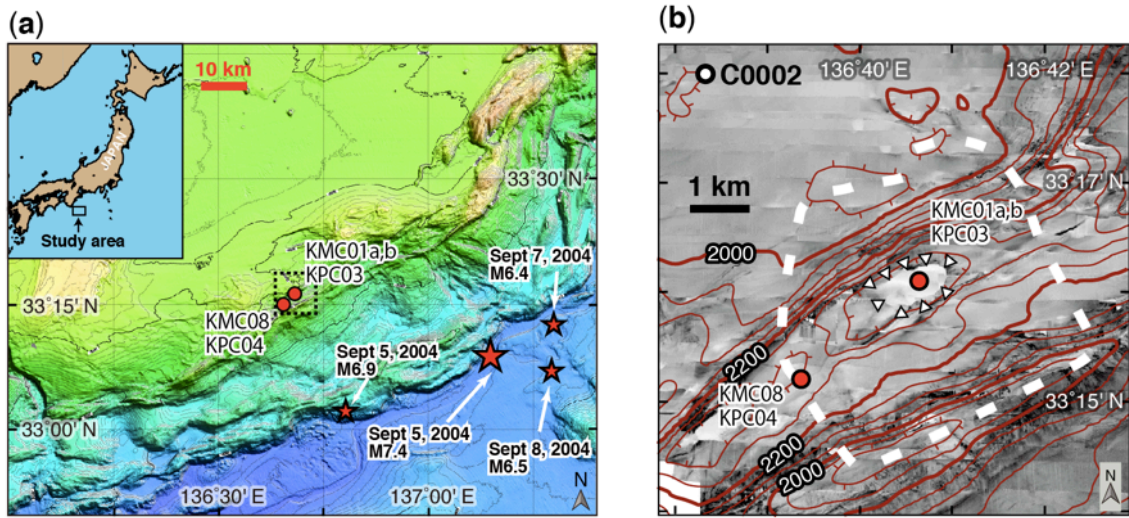 (a)
JAPAN
Study area
10 km
33°30' N
KMC01a,b
KPC03
Sept 7, 2004
M6.4
33°15' N
KMC08
KPC04
Sept 5, 2004
M6.9
33°00' N
Sept 5, 2004
M7.4
Sept 8, 2004
M6.5
136°30' E
137°00' E
N
(b)
C0002
136°40' E
136°42' E
1 km
33°17' N
KMC01a,b
KPC03
2000
2200
KMC08
KPC04
33°15' N
2200
2000
N